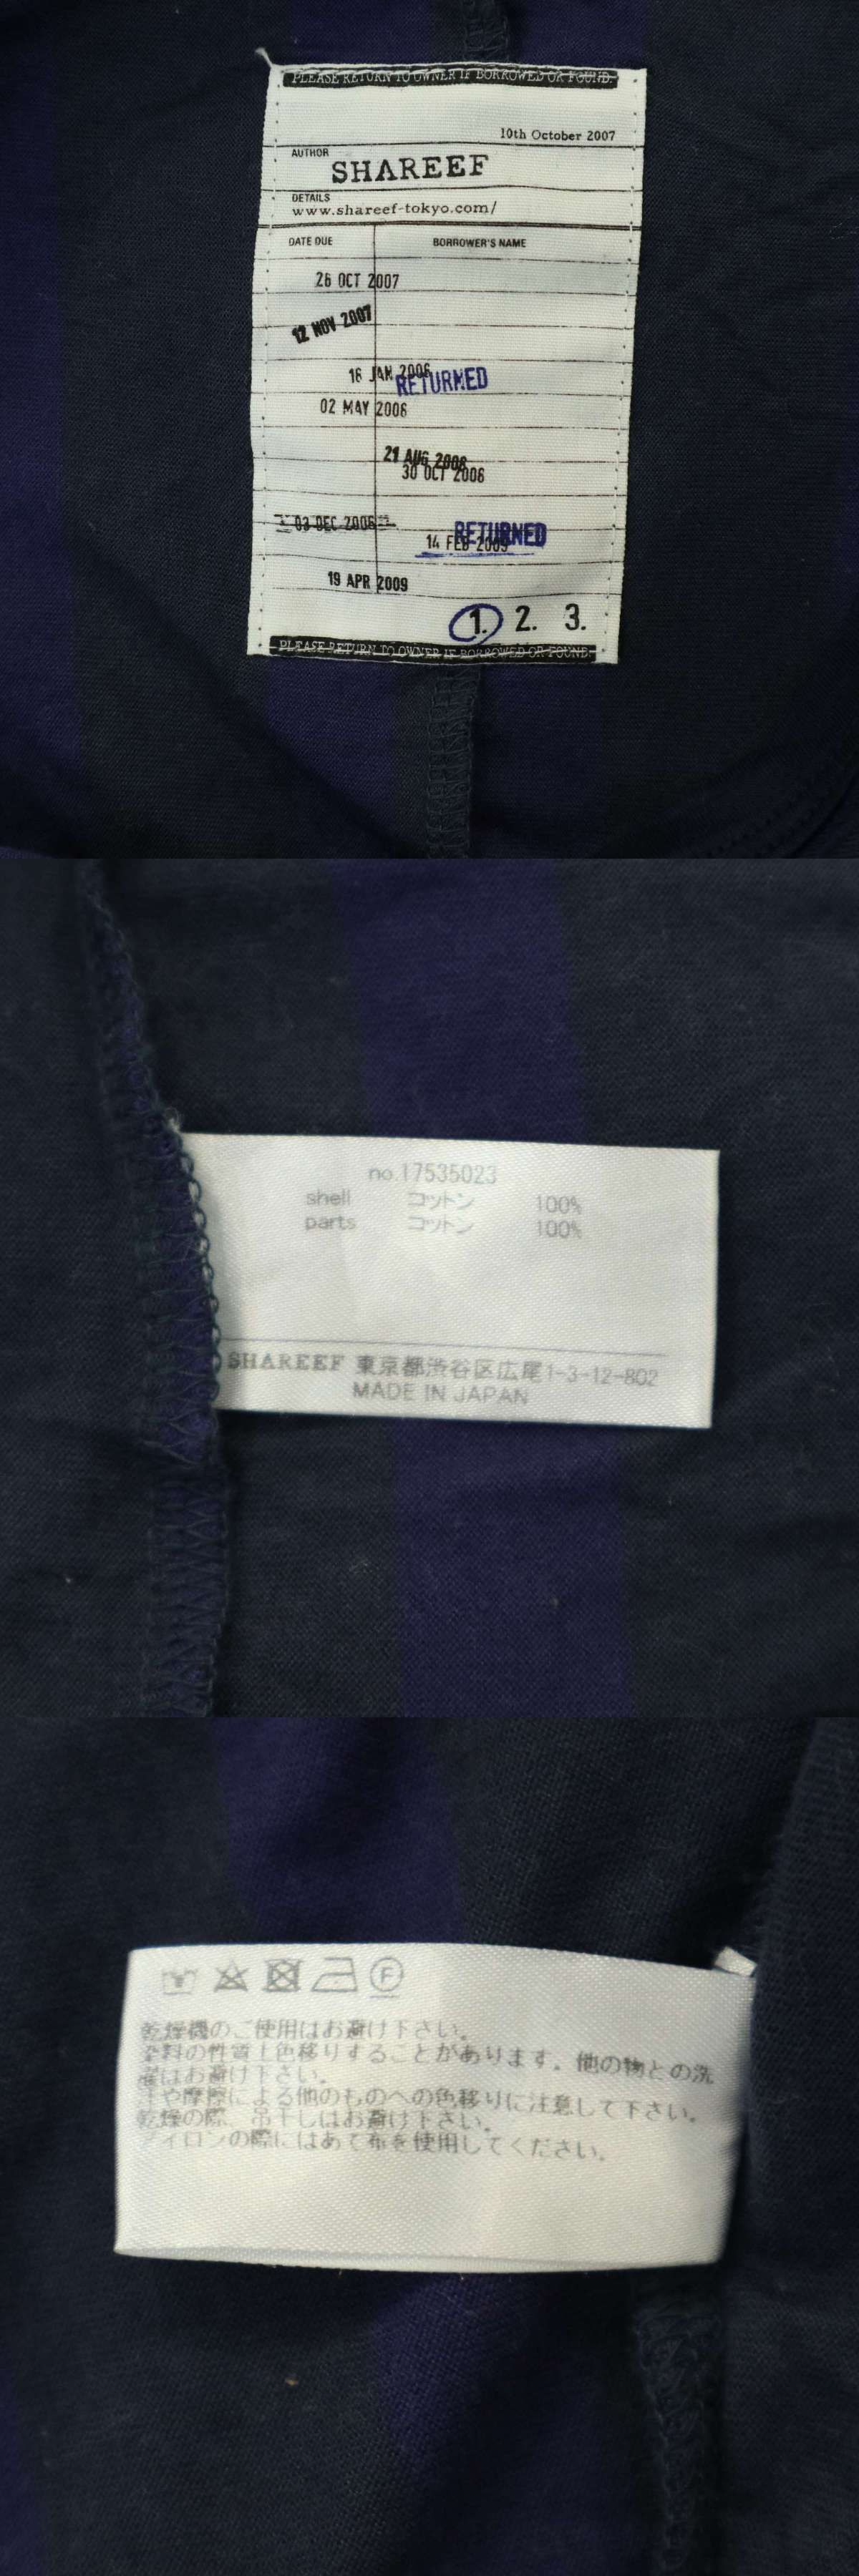 PLEASE RETURN TO OWNER IF BORROWED OR FOUND.
10th October 2007
AUTHOR
SHAREEF
DETAILS
www.shareef-tokyo.com/
DATE DUE BORROWER'S NAME
26 OCT 2007
12 NOV 2007
16 JAN 2006
RETURNED
02 MAY 2006
21 AUG 2006
30 OCT 2006
03 DEC 2006
RETURNED
14 FEB 2009
19 APR 2009
1. 2. 3.
PLEASE RETURN TO OWNER IF BORROWED OR FOUND.
no.17535023
shell コットン 100%
parts コットン 100%
SHAREEF 東京都渋谷区広尾1-3-12-802
MADE IN JAPAN
F
乾燥機のご使用はお避け下さい。
染料の性質上色移りすることがあります。他の物との洗
濯はお避け下さい。
汗や摩擦による他のものへの色移りに注意して下さい。
乾燥の際、吊干しはお避け下さい。
アイロンの際にはあて布を使用してください。